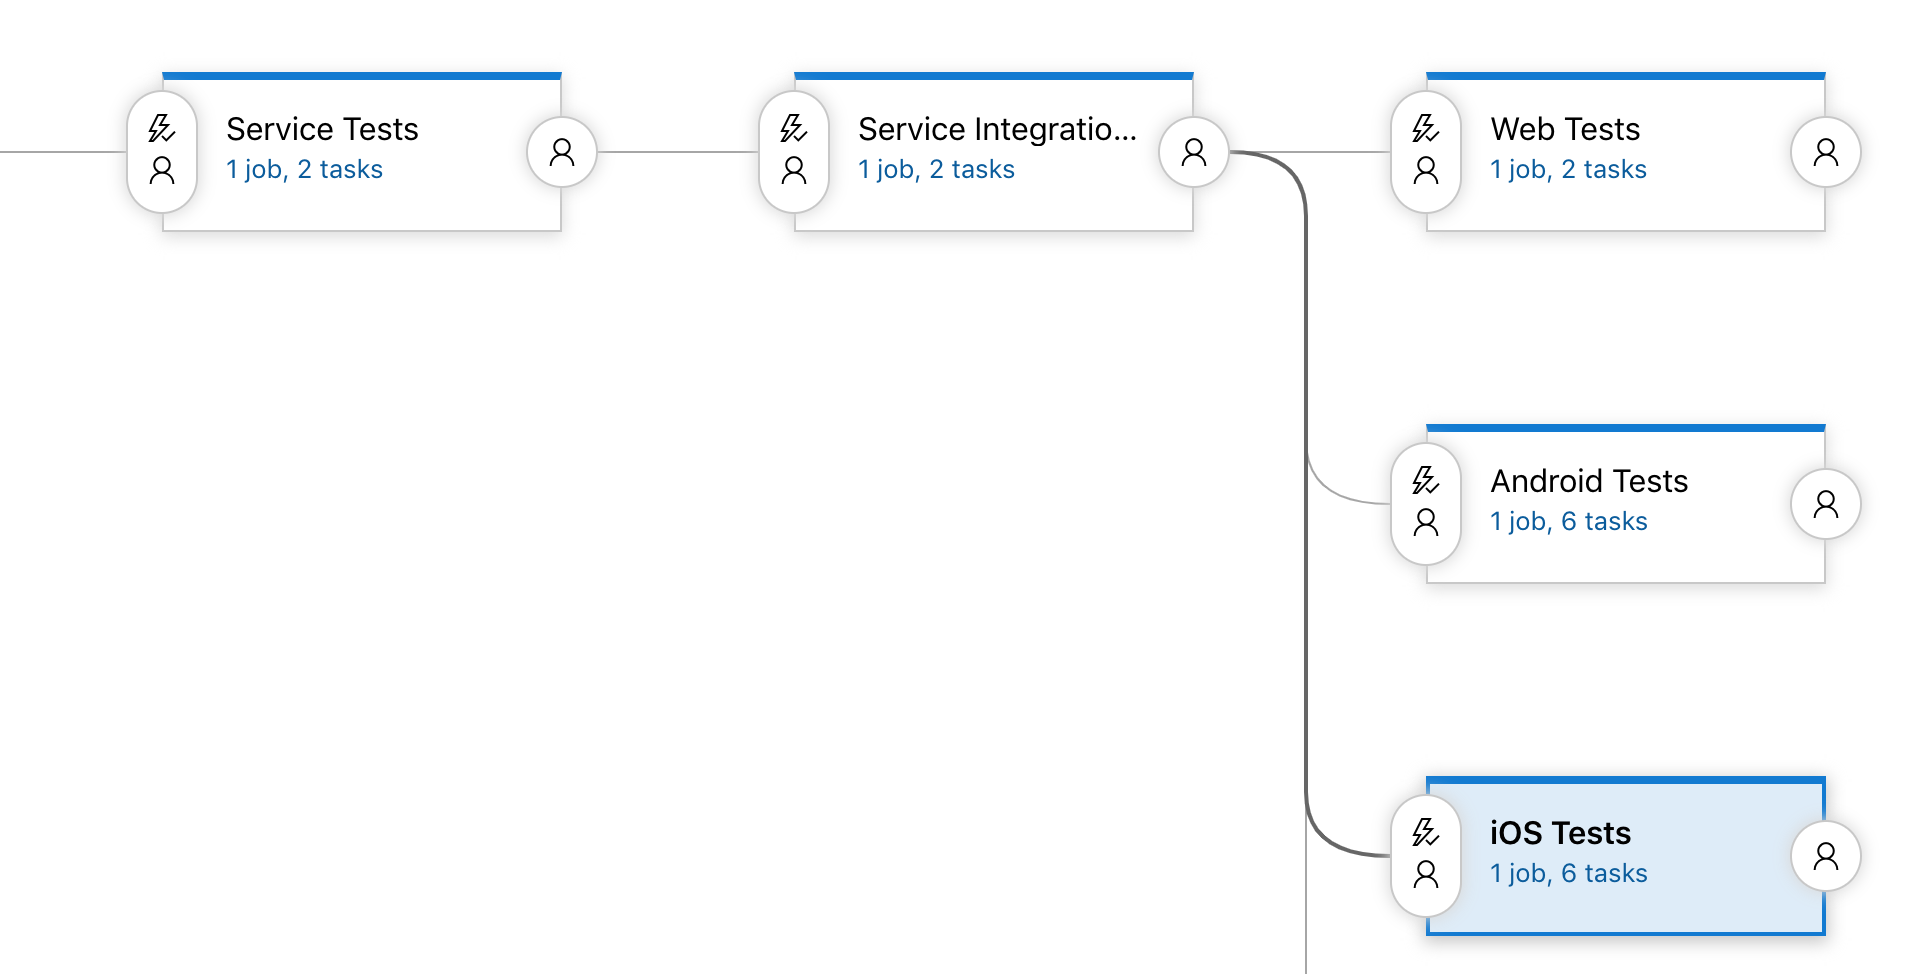 Service Tests
1 job, 2 tasks
Service Integratio...
1 job, 2 tasks
Web Tests
1 job, 2 tasks
Android Tests
1 job, 6 tasks
iOS Tests
1 job, 6 tasks